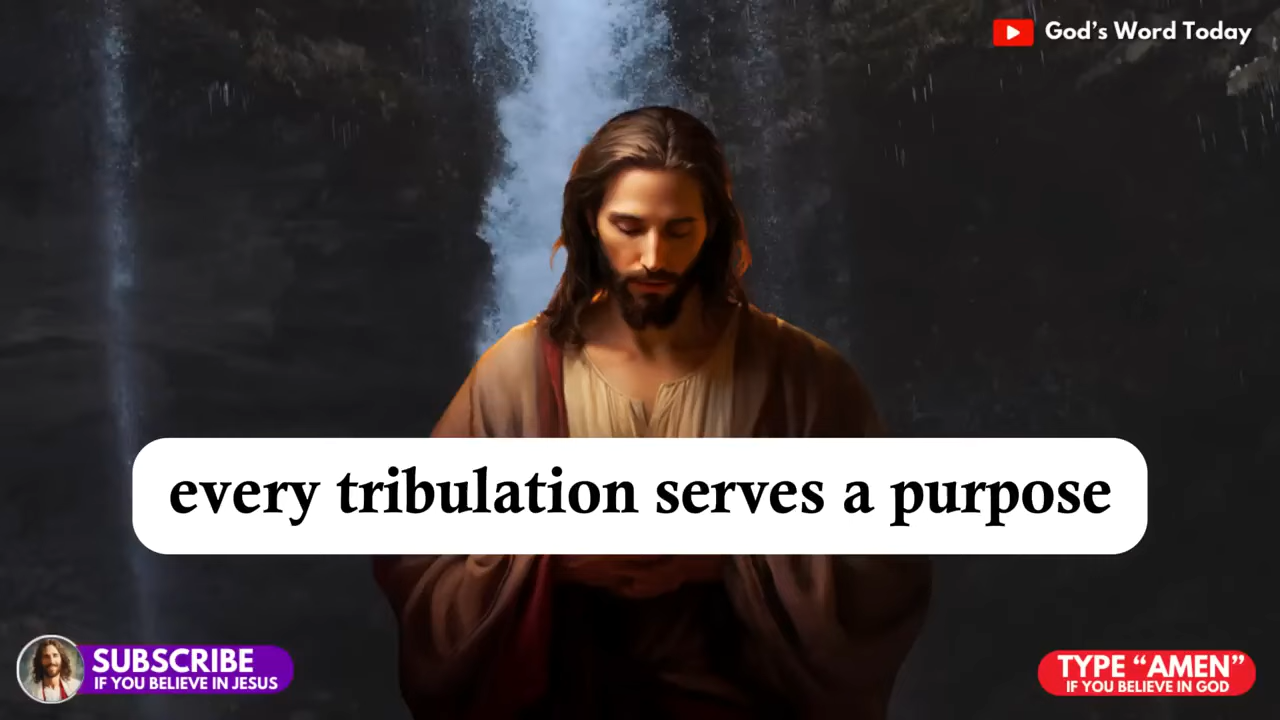 God's Word Today
every tribulation serves a purpose
SUBSCRIBE
IF YOU BELIEVE IN JESUS
TYPE “AMEN”
IF YOU BELIEVE IN GOD